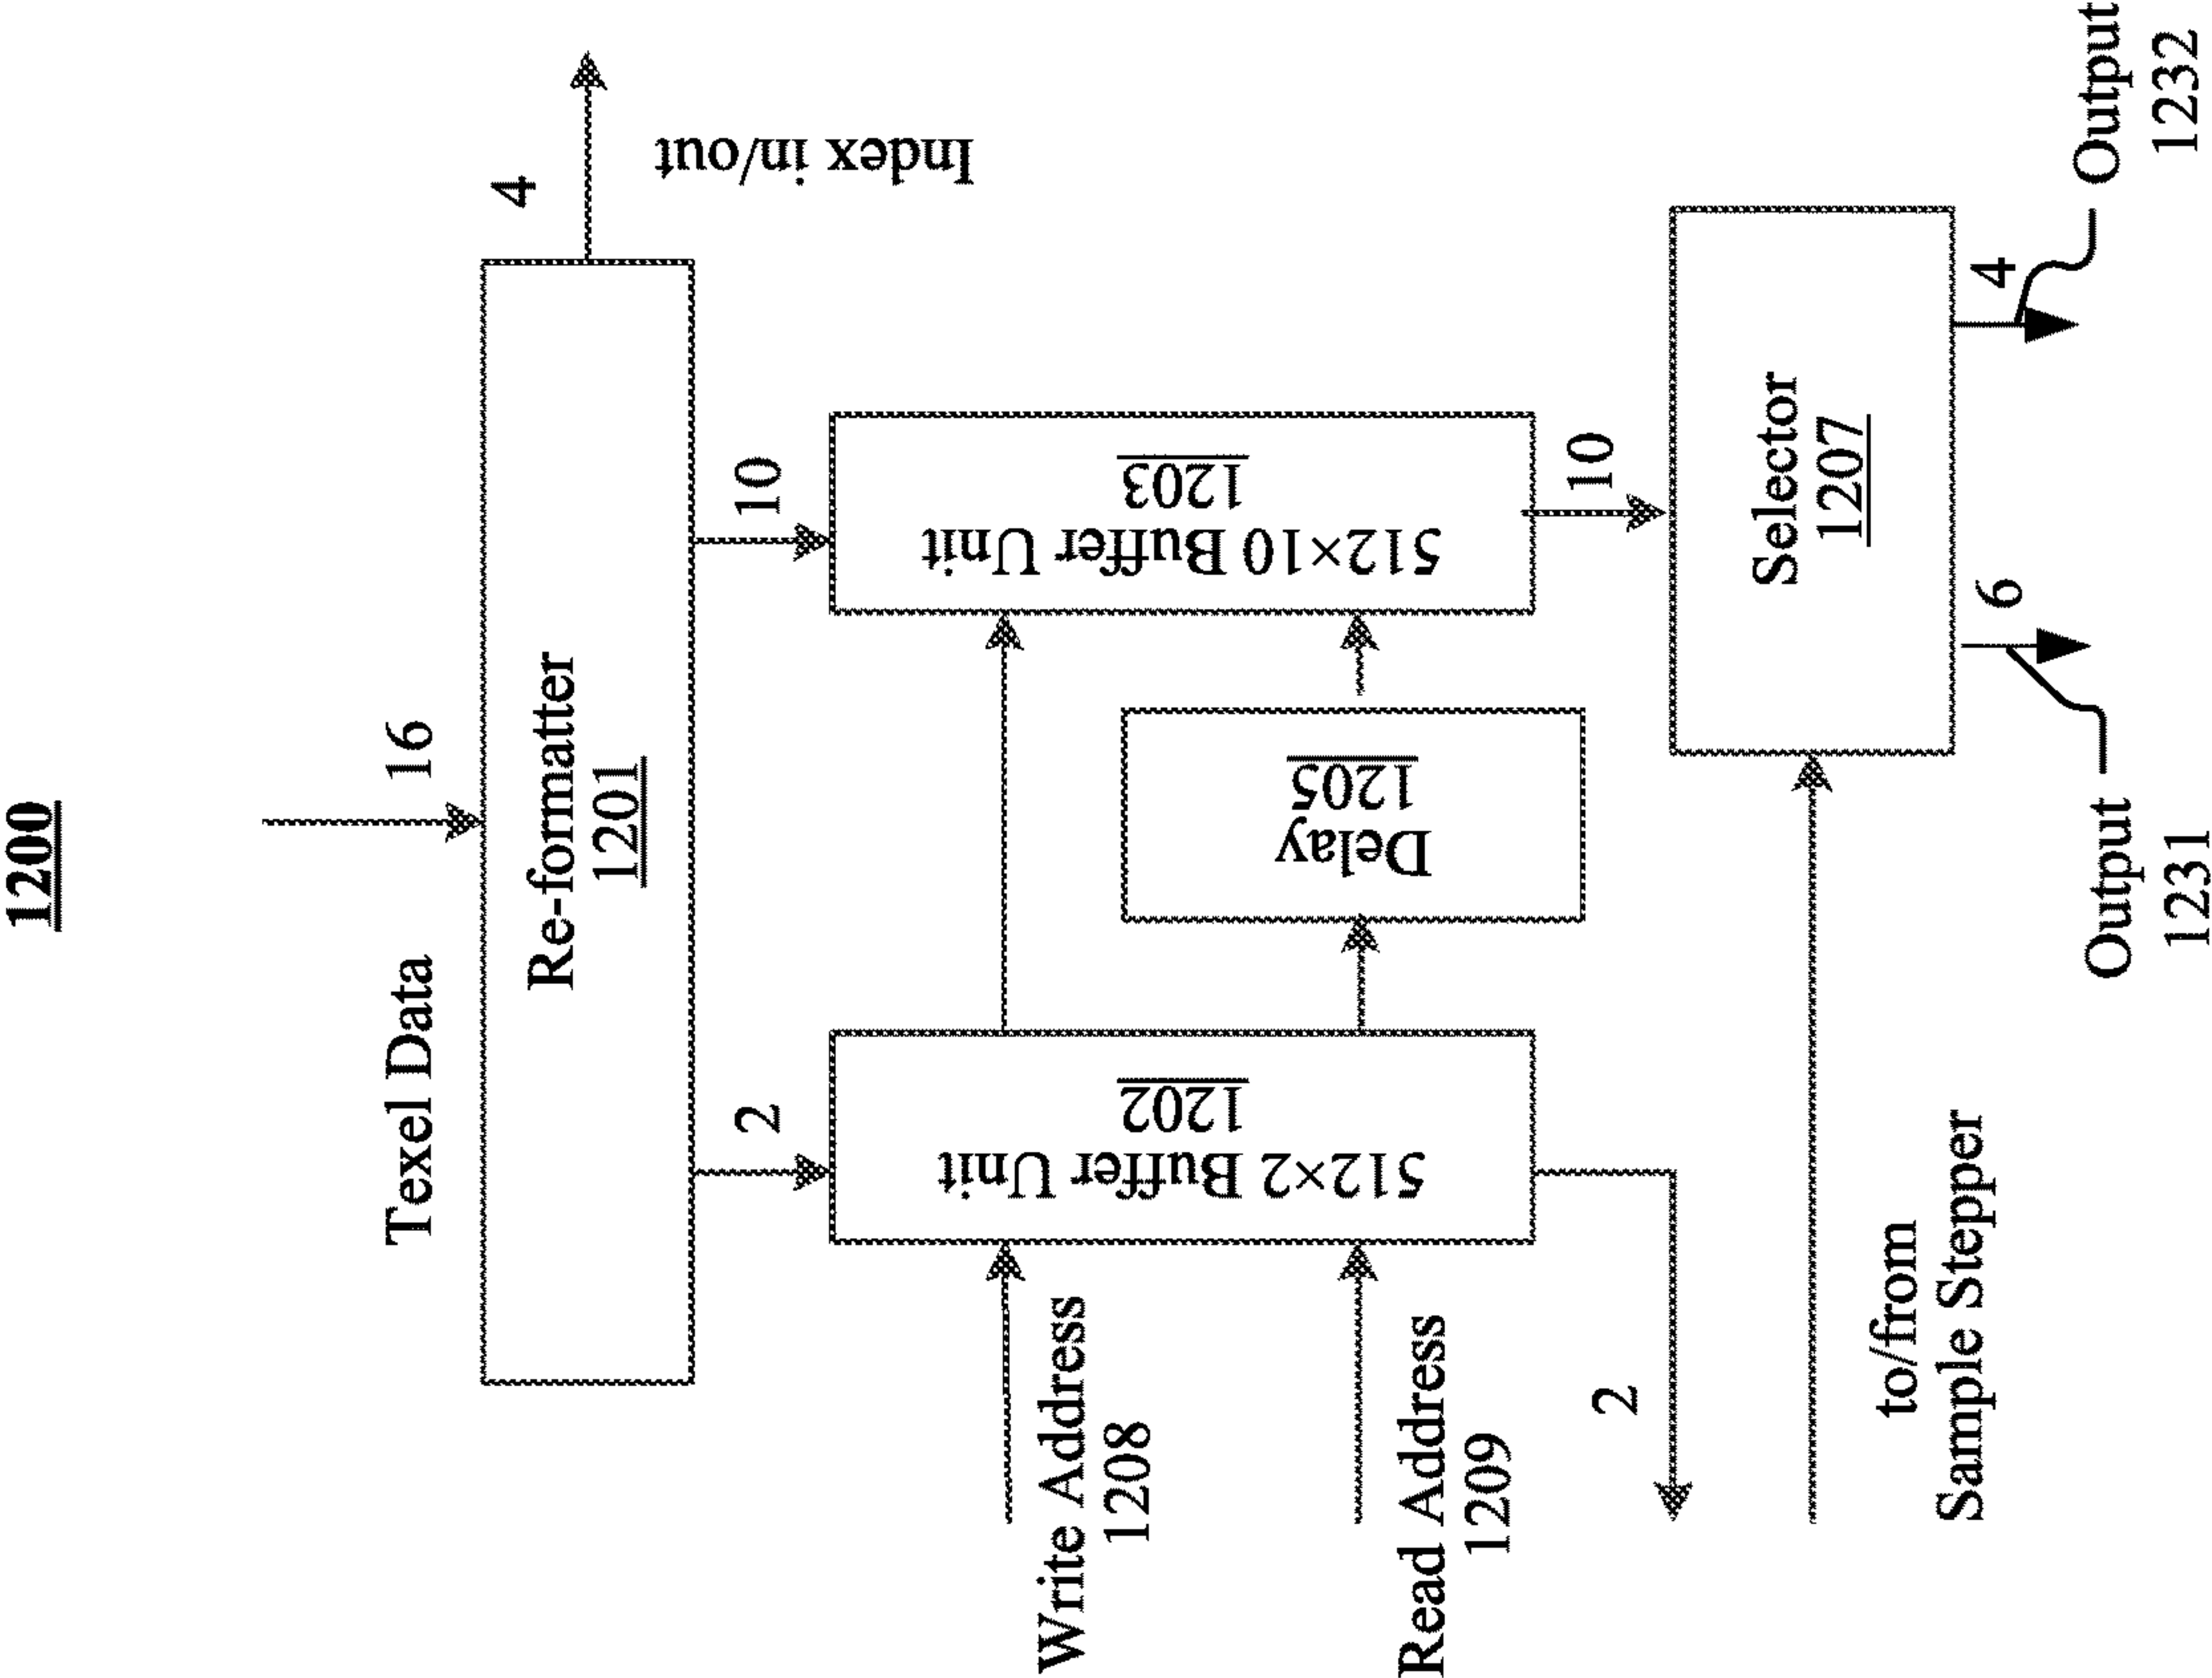 1200
Texel Data
16
Re-formatter
1201
4
Index in/out
2
10
Write Address
1208
Read Address
1209
512×2 Buffer Unit
1202
Delay
1205
512×10 Buffer Unit
1203
2
10
to/from
Sample Stepper
Selector
1207
6
4
Output
1231
Output
1232